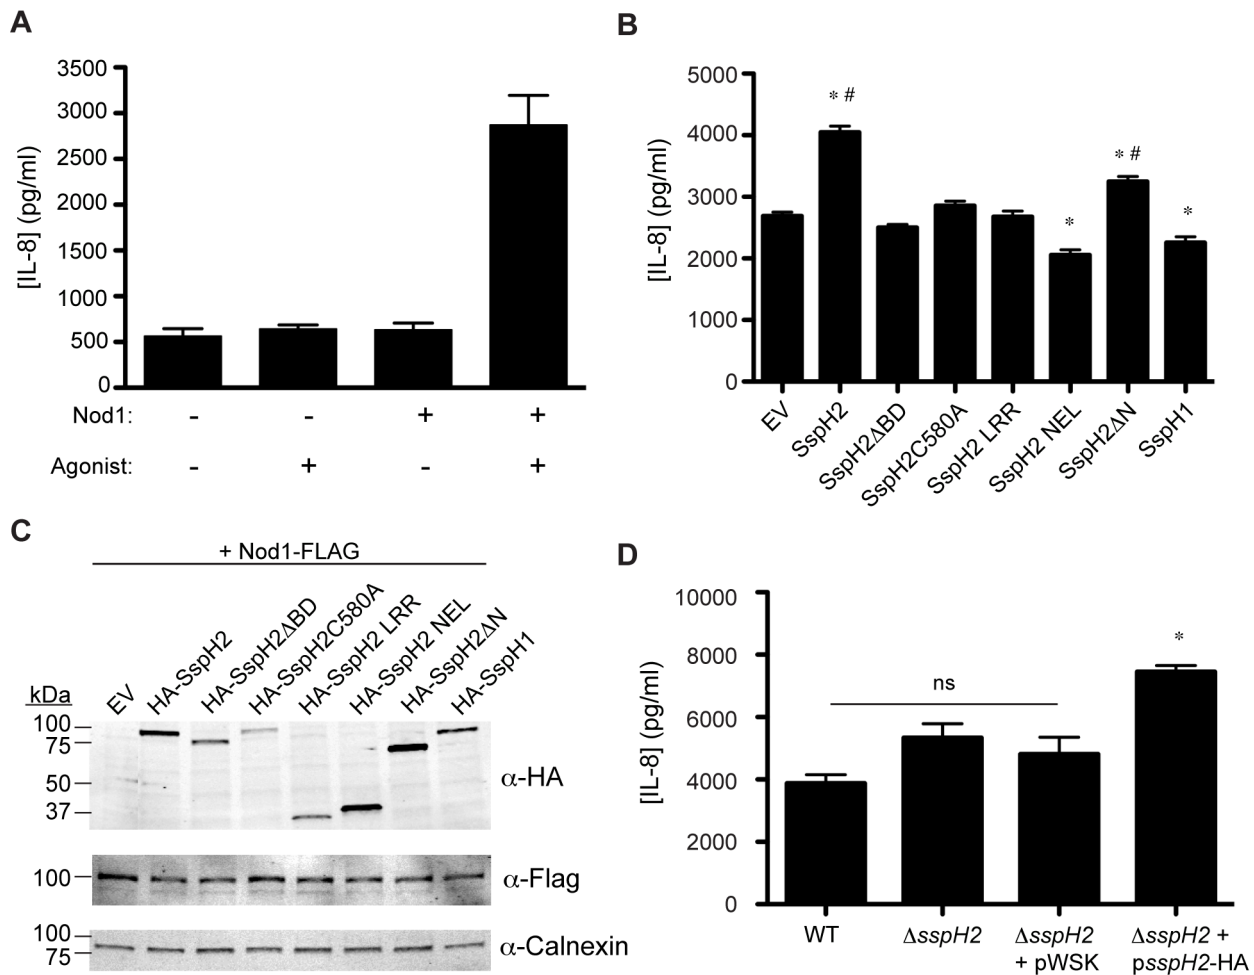 A
3500
3000
2500
2000
1500
1000
500
0
[IL-8] (pg/ml)
Nod1: - - + +
Agonist: - + - +
B
5000
4000
3000
2000
1000
0
[IL-8] (pg/ml)
* #
*
* #
*
EV
SspH2
SspH2ΔBD
SspH2C580A
SspH2 LRR
SspH2 NEL
SspH2ΔN
SspH1
C
+ Nod1-FLAG
kDa
EV
HA-SspH2
HA-SspH2ΔBD
HA-SspH2C580A
HA-SspH2 LRR
HA-SspH2 NEL
HA-SspH2ΔN
HA-SspH1
100
75
50
37
α-HA
100
α-Flag
100
75
α-Calnexin
D
10000
8000
6000
4000
2000
0
[IL-8] (pg/ml)
ns
*
WT
ΔsspH2
ΔsspH2
+ pWSK
ΔsspH2 +
psspH2-HA